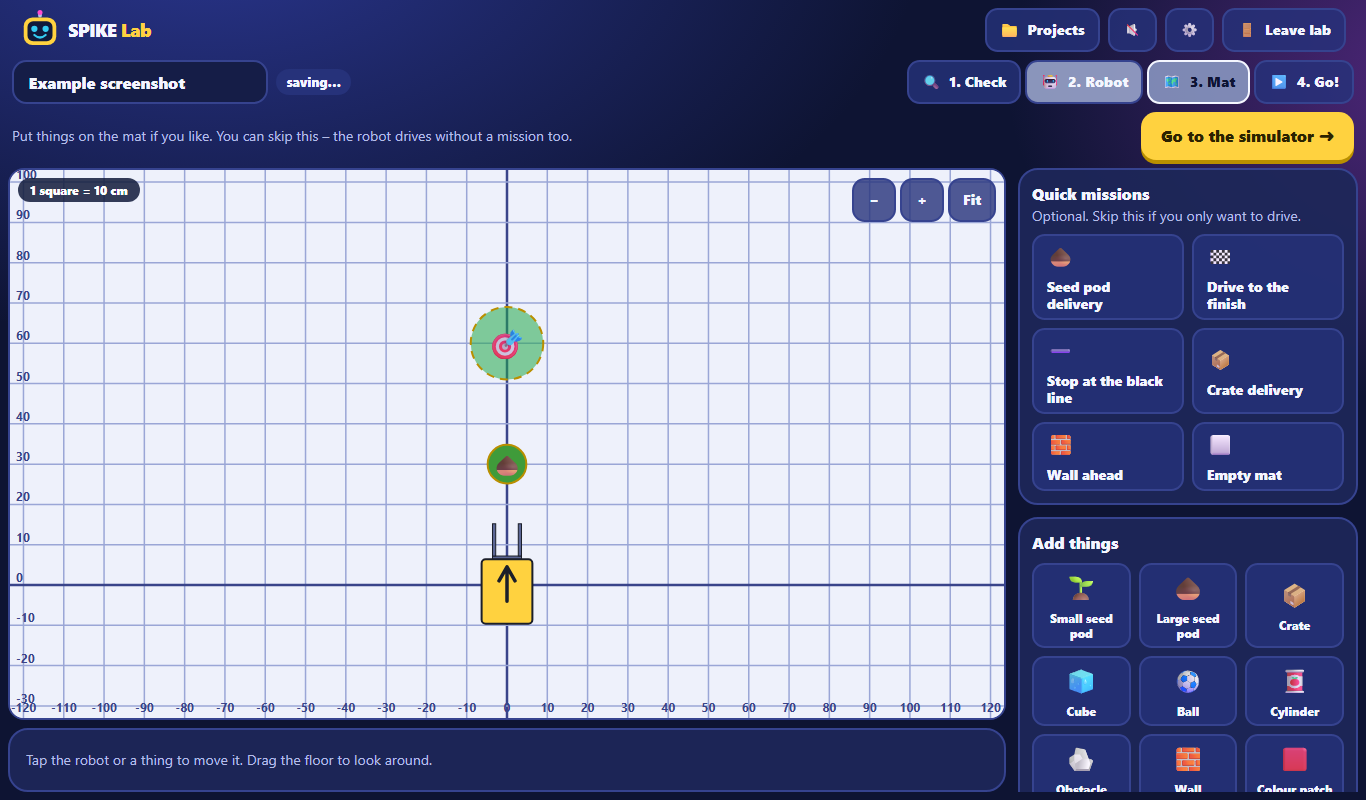 SPIKE Lab
Projects
Leave lab
Example screenshot
saving...
1. Check
2. Robot
3. Mat
4. Go!
Put things on the mat if you like. You can skip this – the robot drives without a mission too.
Go to the simulator →
100
1 square = 10 cm
−
+
Fit
90
80
70
60
50
40
30
20
10
0
-10
-20
-30
-120 -110 -100 -90 -80 -70 -60 -50 -40 -30 -20 -10 0 10 20 30 40 50 60 70 80 90 100 110 120
Tap the robot or a thing to move it. Drag the floor to look around.
Quick missions
Optional. Skip this if you only want to drive.
Seed pod
delivery
Drive to the
finish
Stop at the black
line
Crate delivery
Wall ahead
Empty mat
Add things
Small seed
pod
Large seed
pod
Crate
Cube
Ball
Cylinder
Obstacle
Wall
Colour patch